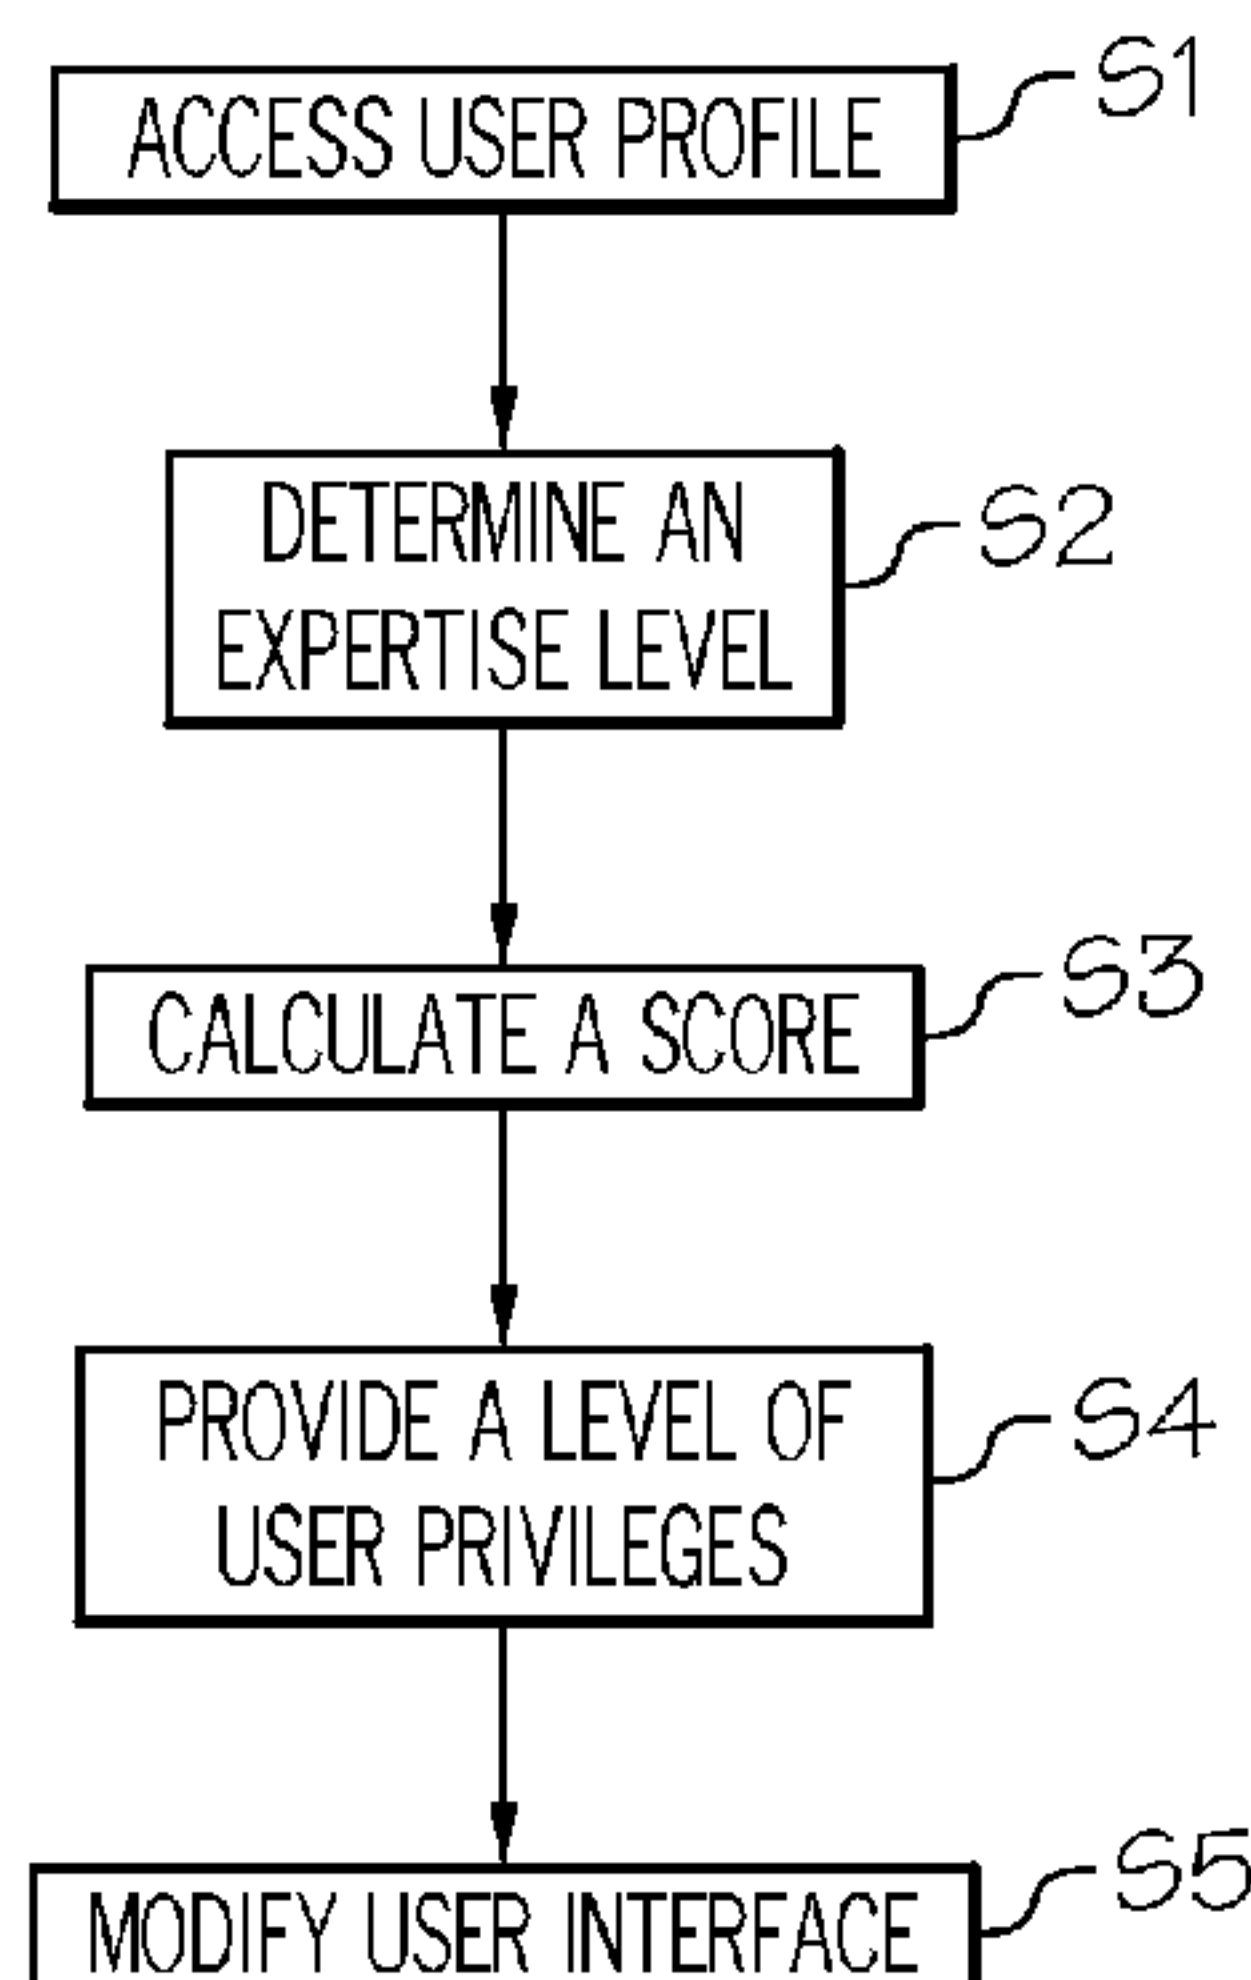 ACCESS USER PROFILE
S1
DETERMINE AN
EXPERTISE LEVEL
S2
CALCULATE A SCORE
S3
PROVIDE A LEVEL OF
USER PRIVILEGES
S4
MODIFY USER INTERFACE
S5